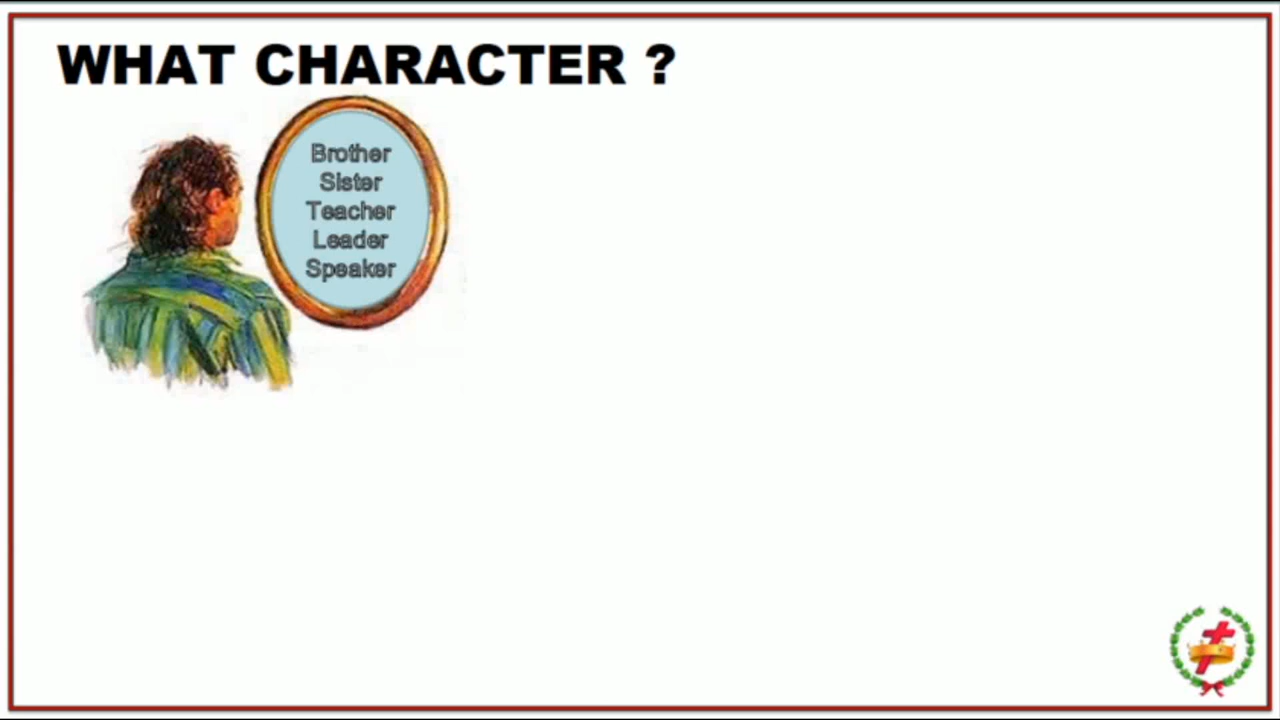 WHAT CHARACTER ?
Brother
Sister
Teacher
Leader
Speaker